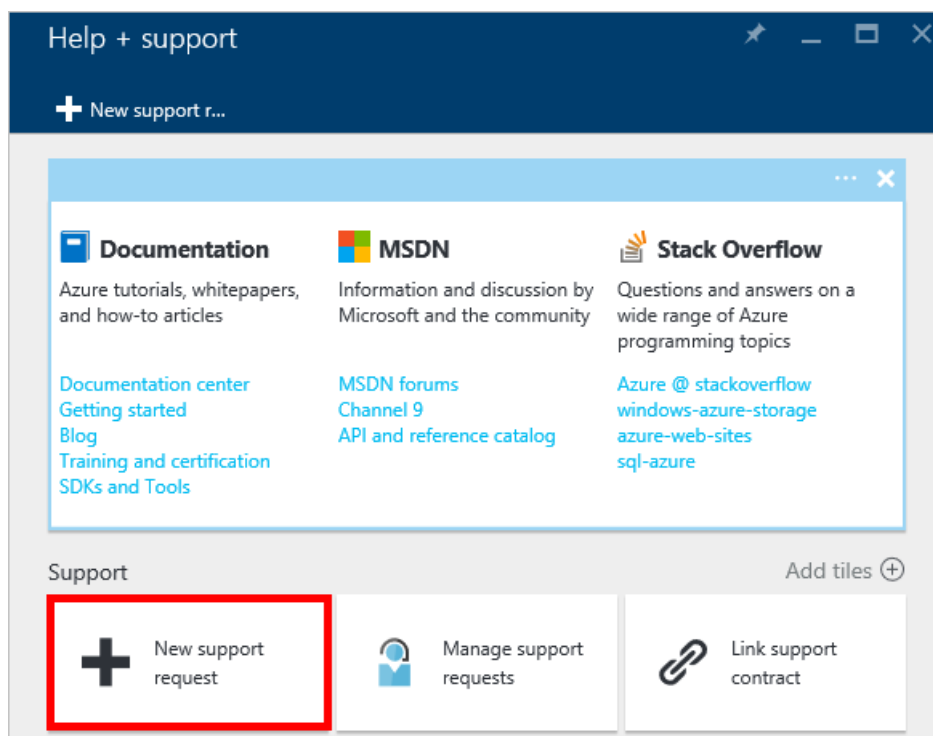 Help + support
New support r...
Documentation
Azure tutorials, whitepapers,
and how-to articles
Documentation center
Getting started
Blog
Training and certification
SDKs and Tools
MSDN
Information and discussion by
Microsoft and the community
MSDN forums
Channel 9
API and reference catalog
Stack Overflow
Questions and answers on a
wide range of Azure
programming topics
Azure @ stackoverflow
windows-azure-storage
azure-web-sites
sql-azure
Support
Add tiles
New support
request
Manage support
requests
Link support
contract